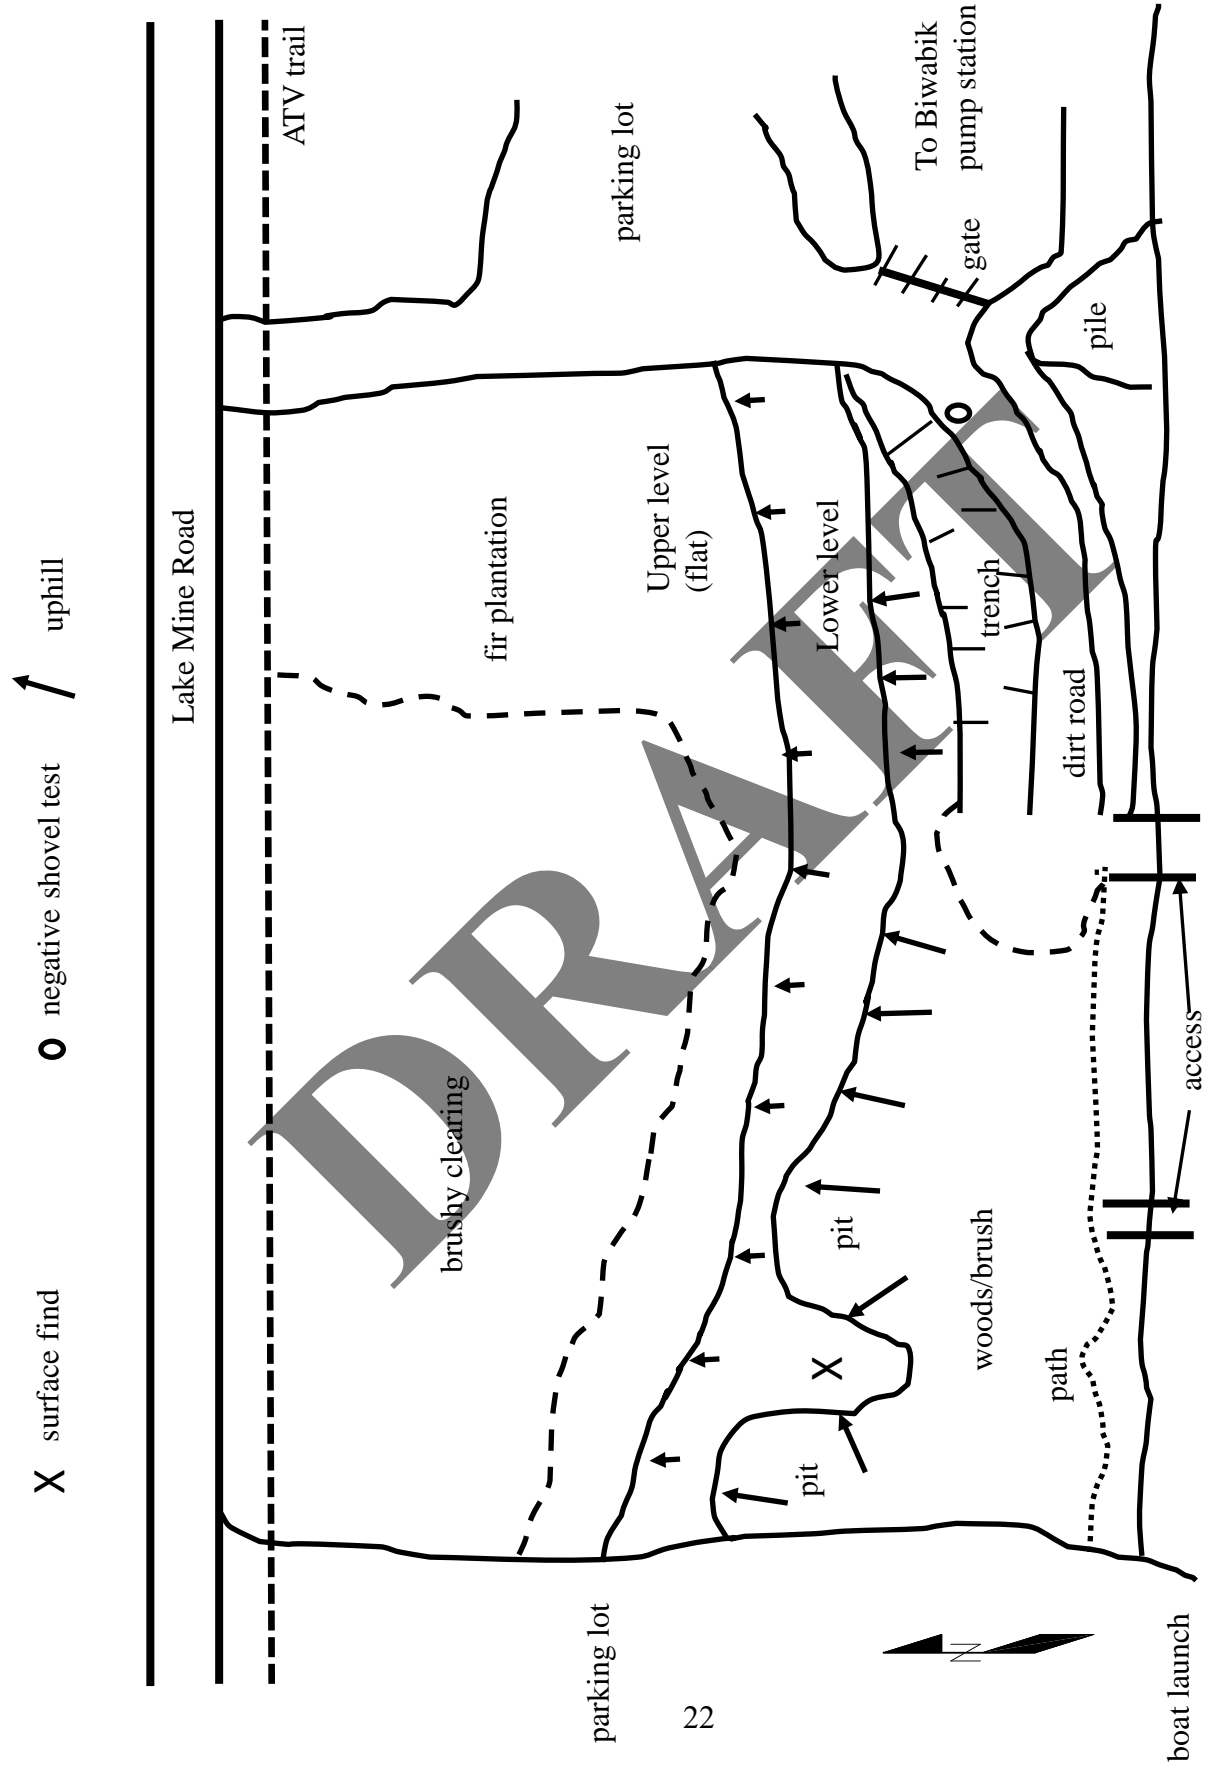 X surface find
O negative shovel test
uphill
Lake Mine Road
ATV trail
brushy clearing
fir plantation
parking lot
Upper level
(flat)
Lower level
To Biwabik
pump station
gate
trench
pile
dirt road
pit
pit
X
woods/brush
path
access
parking lot
N
boat launch
DRAFT
22